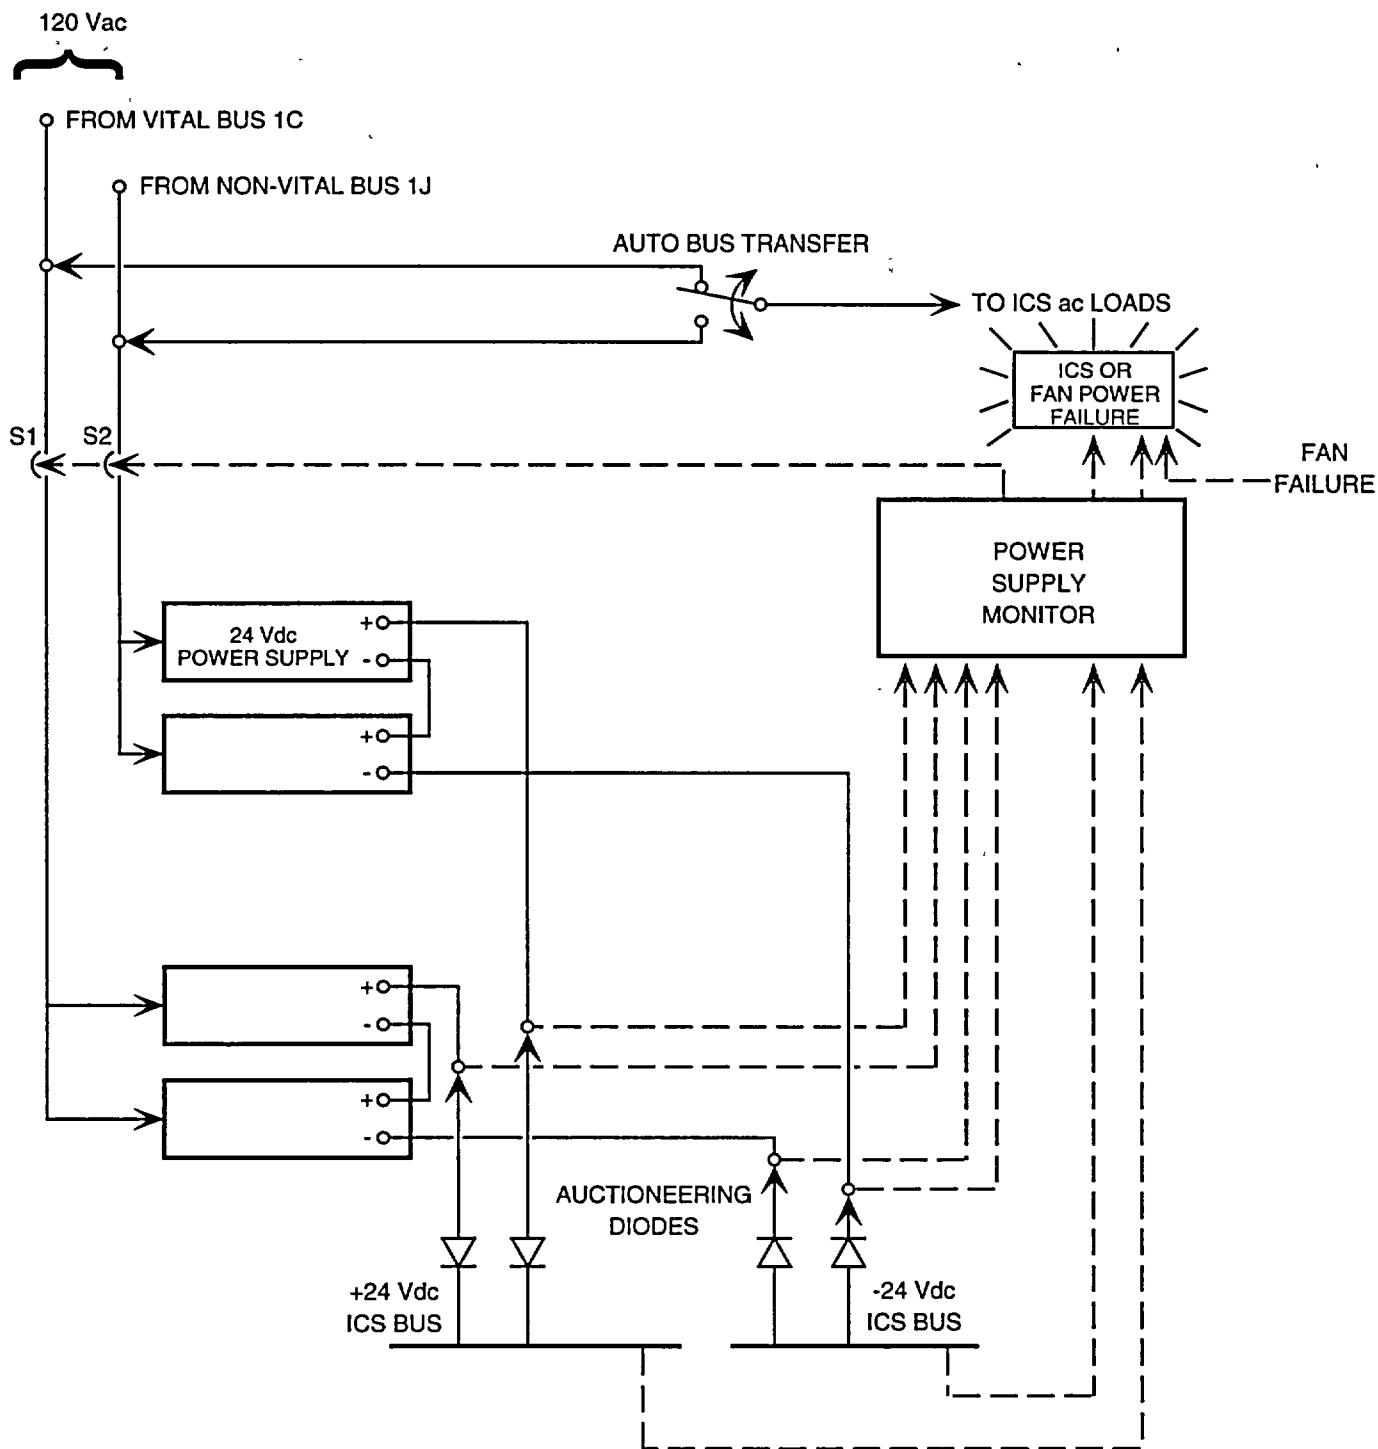 120 Vac
FROM VITAL BUS 1C
FROM NON-VITAL BUS 1J
AUTO BUS TRANSFER
TO ICS ac LOADS
ICS OR
FAN POWER
FAILURE
S1
S2
FAN
FAILURE
POWER
SUPPLY
MONITOR
24 Vdc
POWER SUPPLY
+
-
+
-
+
-
+
-
AUCTIONEERING
DIODES
+24 Vdc
ICS BUS
-24 Vdc
ICS BUS